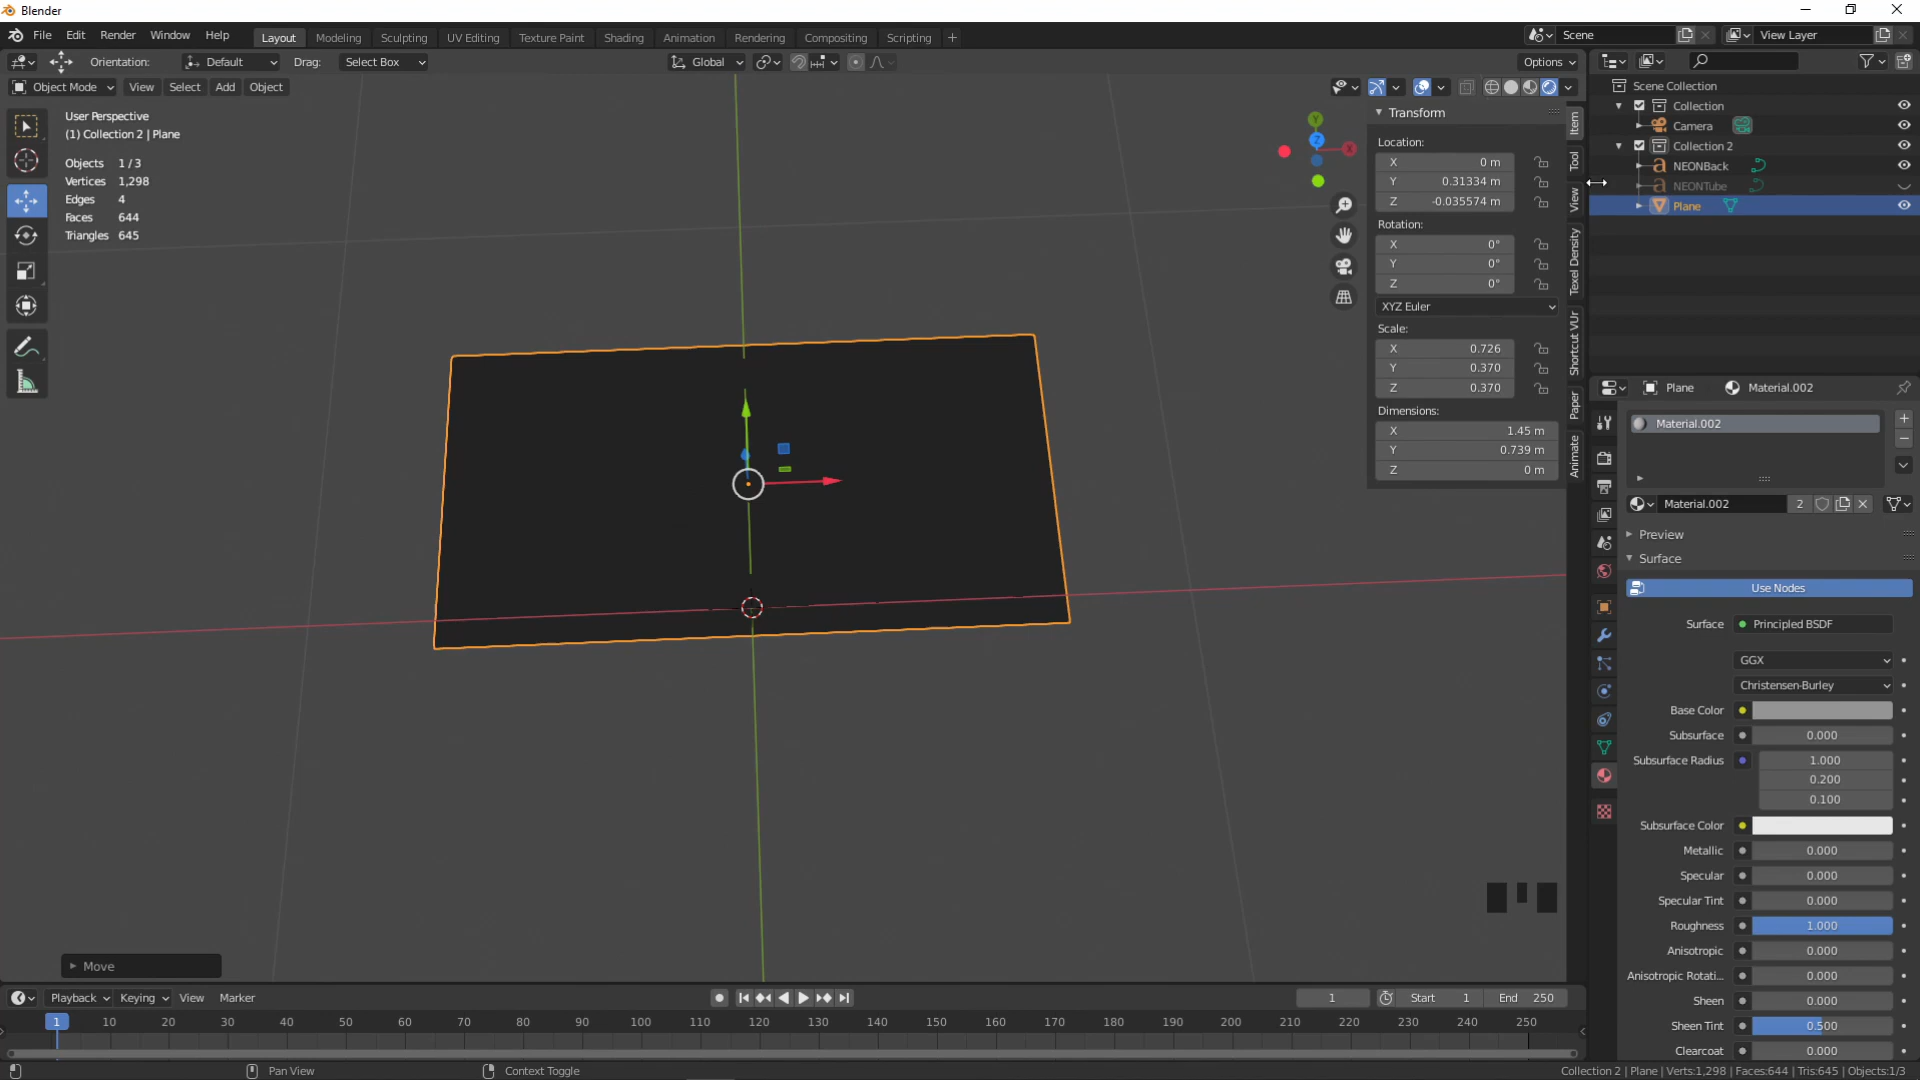 Blender
File Edit Render Window Help Layout Modeling Sculpting UV Editing Texture Paint Shading Animation Rendering Compositing Scripting + Scene View Layer
Orientation: Default Drag: Select Box Global Options
Object Mode View Select Add Object
User Perspective
(1) Collection 2 | Plane
Objects 1 / 3
Vertices 1,298
Edges 4
Faces 644
Triangles 645
Y
Z
X
Transform
Location:
X 0 m
Y 0.31334 m
Z -0.035574 m
Rotation:
X 0°
Y 0°
Z 0°
XYZ Euler
Scale:
X 0.726
Y 0.370
Z 0.370
Dimensions:
X 1.45 m
Y 0.739 m
Z 0 m
Item
Tool
View
Texel Density
Shortcut VUr
Paper
Animate
Scene Collection
Collection
Camera
Collection 2
NEONBack
NEONTube
Plane
Plane Material.002
Material.002
Material.002 2
Preview
Surface
Use Nodes
Surface Principled BSDF
GGX
Christensen-Burley
Base Color
Subsurface 0.000
Subsurface Radius 1.000
0.200
0.100
Subsurface Color
Metallic 0.000
Specular 0.000
Specular Tint 0.000
Roughness 1.000
Anisotropic 0.000
Anisotropic Rotati... 0.000
Sheen 0.000
Sheen Tint 0.500
Clearcoat 0.000
Move
Playback Keying View Marker 1 Start 1 End 250
1 10 20 30 40 50 60 70 80 90 100 110 120 130 140 150 160 170 180 190 200 210 220 230 240 250
Pan View Context Toggle Collection 2 | Plane | Verts:1,298 | Faces:644 | Tris:645 | Objects:1/3